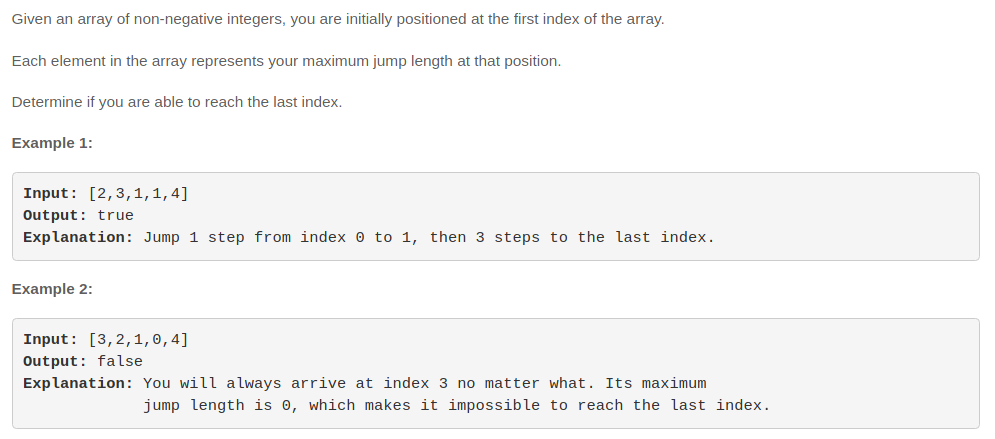 Given an array of non-negative integers, you are initially positioned at the first index of the array.
Each element in the array represents your maximum jump length at that position.
Determine if you are able to reach the last index.
Example 1:
Input: [2,3,1,1,4]
Output: true
Explanation: Jump 1 step from index 0 to 1, then 3 steps to the last index.
Example 2:
Input: [3,2,1,0,4]
Output: false
Explanation: You will always arrive at index 3 no matter what. Its maximum
jump length is 0, which makes it impossible to reach the last index.